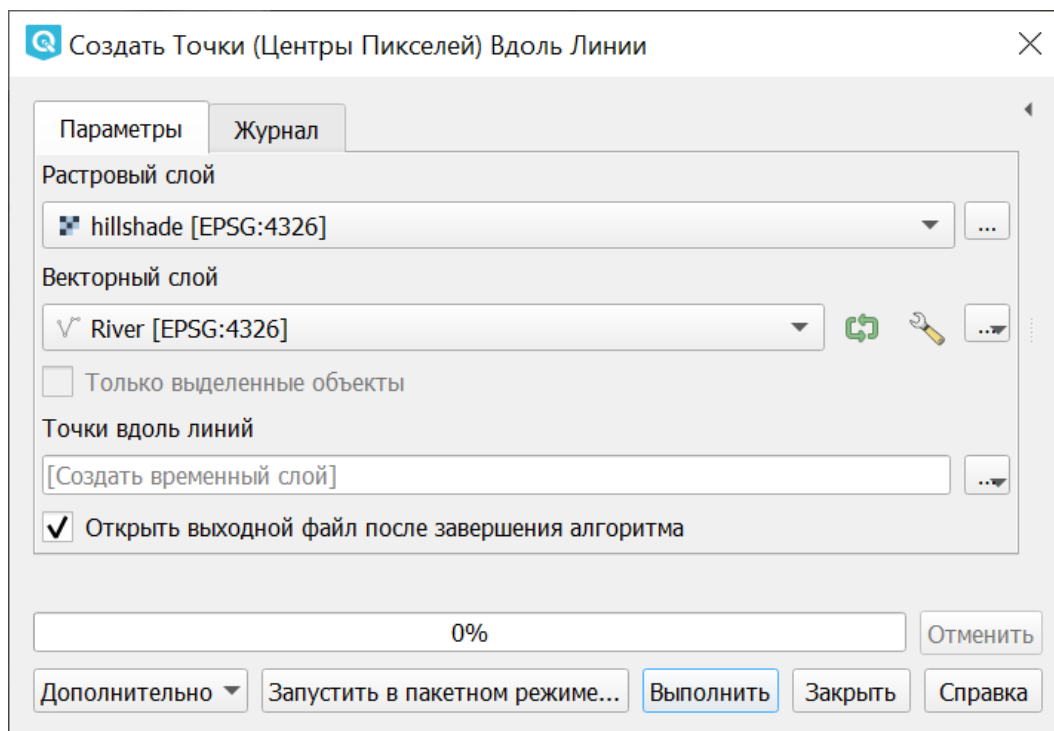 Создать Точки (Центры Пикселей) Вдоль Линии
Параметры
Журнал
Растровый слой
hillshade [EPSG:4326]
...
Векторный слой
River [EPSG:4326]
...
Только выделенные объекты
Точки вдоль линий
[Создать временный слой]
...
Открыть выходной файл после завершения алгоритма
0%
Отменить
Дополнительно
Запустить в пакетном режиме...
Выполнить
Закрыть
Справка